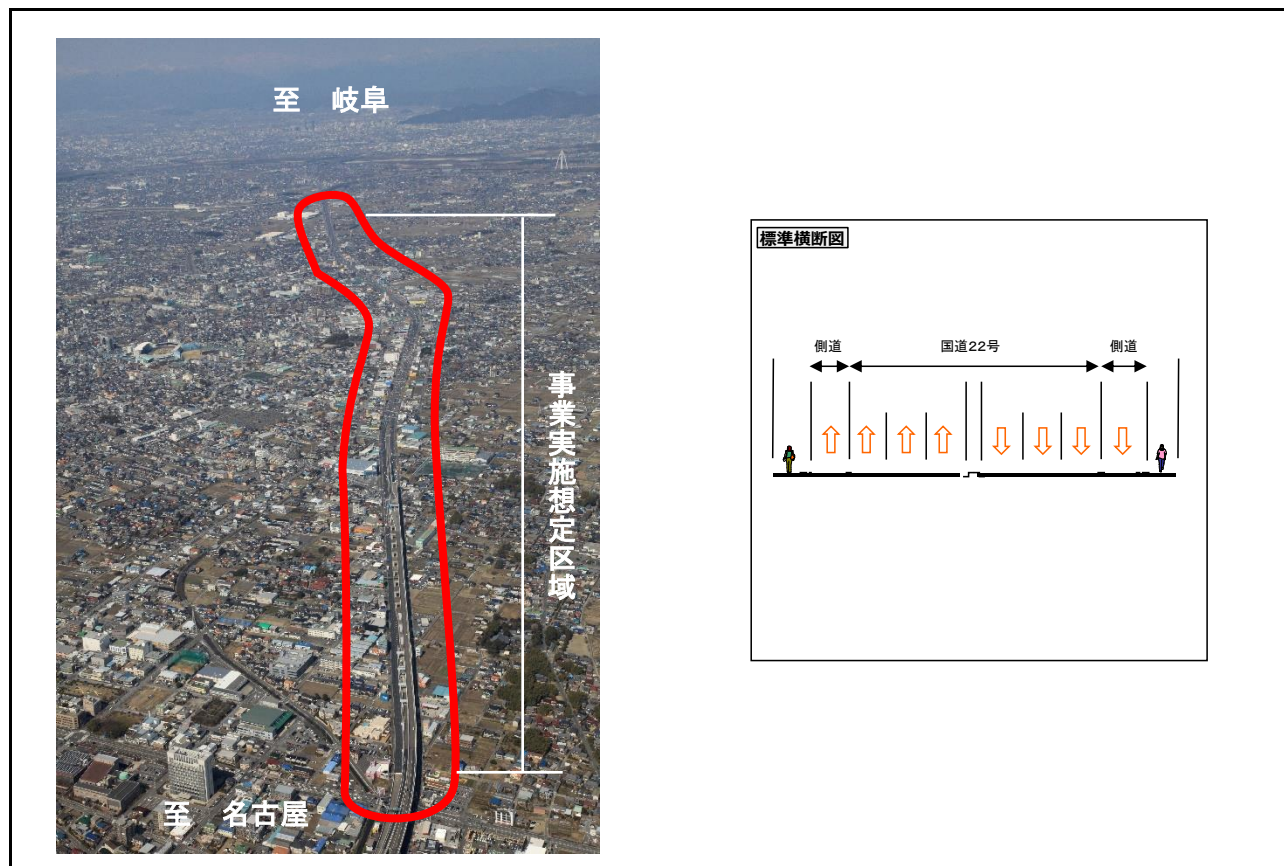 至 岐阜
事業実施想定区域
至 名古屋
標準横断図
側道
国道22号
側道